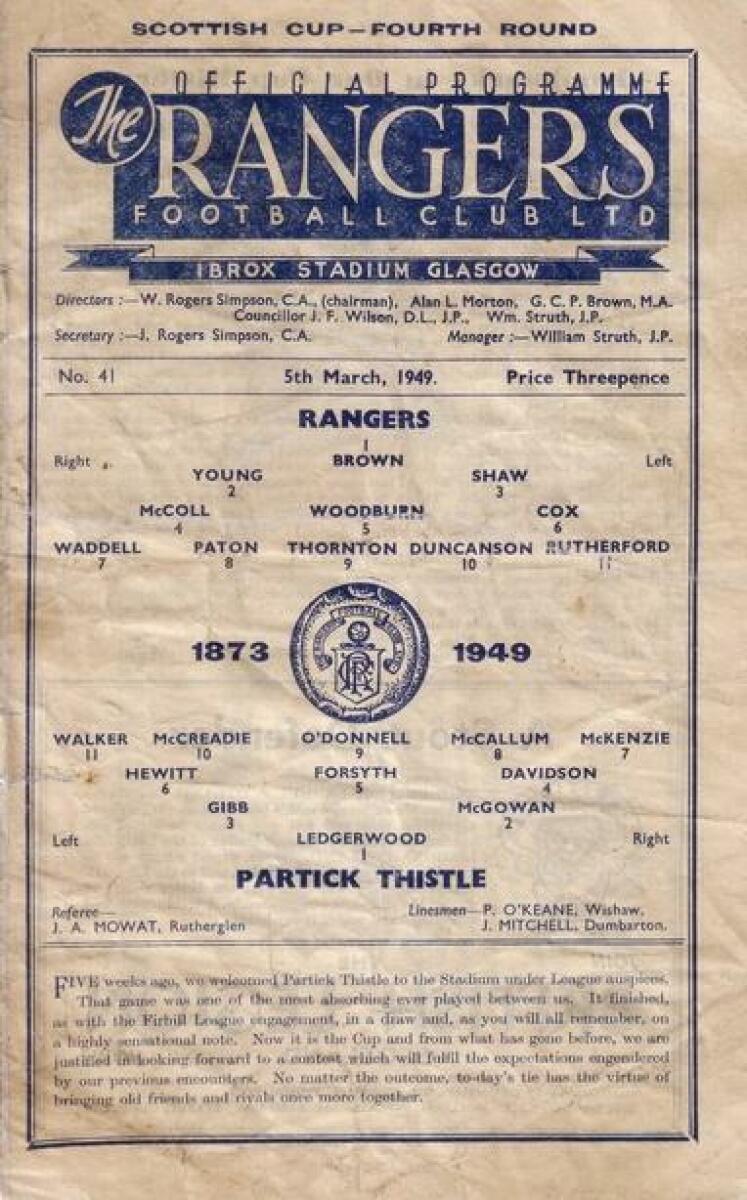 SCOTTISH CUP—FOURTH ROUND
OFFICIAL PROGRAMME
The RANGERS
FOOTBALL CLUB LTD
IBROX STADIUM GLASGOW
Directors :—W. Rogers Simpson, C.A., (chairman), Alan L. Morton, G. C. P. Brown, M.A.
Councillor J. F. Wilson, D.L., J.P., Wm. Struth, J.P.
Secretary :—J. Rogers Simpson, C.A. Manager :—William Struth, J.P.
No. 41 5th March, 1949. Price Threepence
RANGERS
1
Right BROWN Left
YOUNG SHAW
2 3
McCOLL WOODBURN COX
4 5 6
WADDELL PATON THORNTON DUNCANSON RUTHERFORD
7 8 9 10 11
1873 1949
WALKER McCREADIE O'DONNELL McCALLUM McKENZIE
11 10 9 8 7
HEWITT FORSYTH DAVIDSON
6 5 4
GIBB McGOWAN
3 2
Left LEDGERWOOD Right
1
PARTICK THISTLE
Referee— Linesmen—P. O'KEANE, Wishaw.
J. A. MOWAT, Rutherglen J. MITCHELL, Dumbarton.
FIVE weeks ago, we welcomed Partick Thistle to the Stadium under League auspices.
That game was one of the most absorbing ever played between us. It finished,
as with the Firhill League engagement, in a draw and, as you will all remember, on
a highly sensational note. Now it is the Cup and from what has gone before, we are
justified in looking forward to a contest which will fulfil the expectations engendered
by our previous encounters. No matter the outcome, to-day's tie has the virtue of
bringing old friends and rivals once more together.